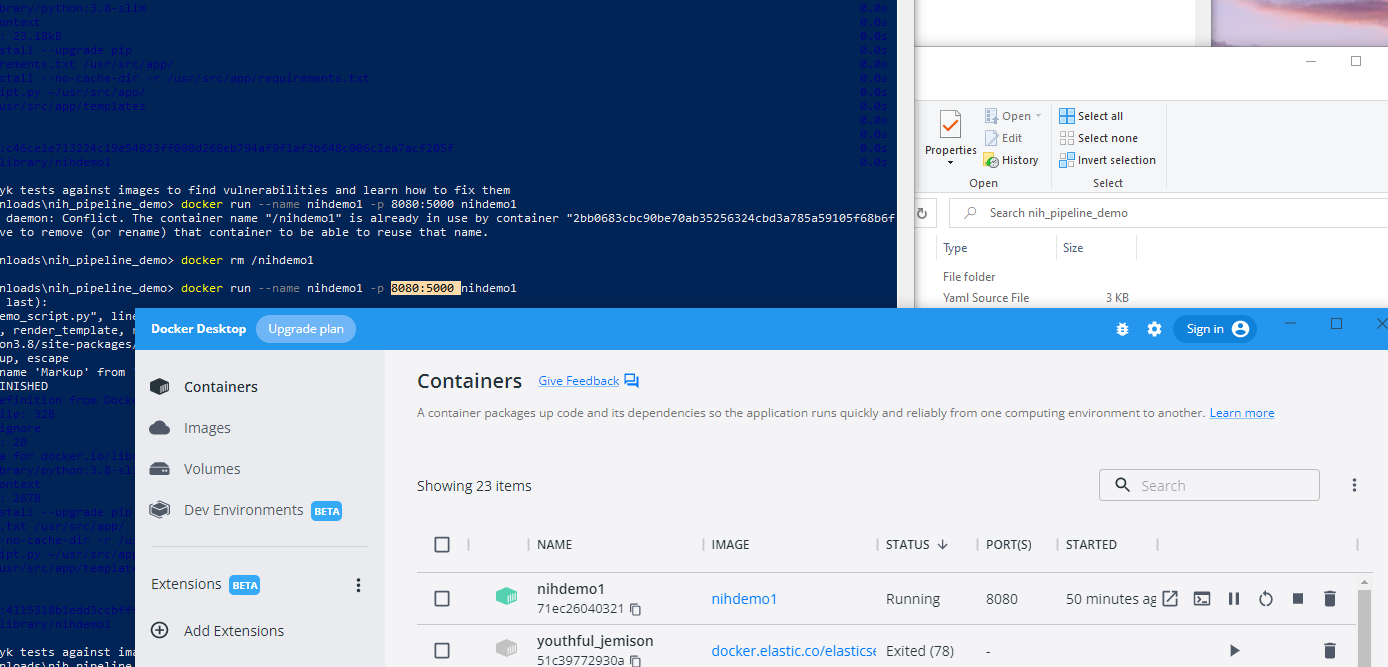 brary/python:3.8-slim 0.0s
ontext 0.0s
: 23.18kB 0.0s
stall --upgrade pip 0.0s
rements.txt /usr/src/app/ 0.0s
stall --no-cache-dir -r /usr/src/app/requirements.txt 0.0s
ipt.py ~/usr/src/app/ 0.0s
usr/src/app/templates 0.0s
0.0s
0.0s
library/nihdemo1 0.0s
yk tests against images to find vulnerabilities and learn how to fix them
nloads\nih_pipeline_demo> docker run --name nihdemo1 -p 8080:5000 nihdemo1
daemon: Conflict. The container name "/nihdemo1" is already in use by container "2bb0683cbc90be70ab35256324cbd3a785a59105f68b6f
ve to remove (or rename) that container to be able to reuse that name.
nloads\nih_pipeline_demo> docker rm /nihdemo1
nloads\nih_pipeline_demo> docker run --name nihdemo1 -p 8080:5000 nihdemo1
last):
emo_script.py", line
, render_template, r
on3.8/site-packages/
up, escape
name 'Markup' from '
INISHED
efinition from Dock
ile: 32B
ignore
: 2B
a for docker.io/lib
brary/python:3.8-sl
ontext
: 267B
stall --upgrade pip
.txt /usr/src/app/
-no-cache-dir -r /u
ipt.py ~/usr/src/ap
usr/src/app/templat
library/nihdemo1
yk tests against ima
nloads\nih_pipeline
Properties
Open
Edit
History
Open
Select all
Select none
Invert selection
Select
Search nih_pipeline_demo
Type Size
File folder
Yaml Source File 3 KB
Docker Desktop Upgrade plan Sign in
Containers
Images
Volumes
Dev Environments BETA
Extensions BETA
Add Extensions
Containers Give Feedback
A container packages up code and its dependencies so the application runs quickly and reliably from one computing environment to another. Learn more
Showing 23 items Search
NAME IMAGE STATUS PORT(S) STARTED
nihdemo1
71ec26040321
nihdemo1 Running 8080 50 minutes ag
youthful_jemison
51c39772930a
docker.elastic.co/elasticse Exited (78) -